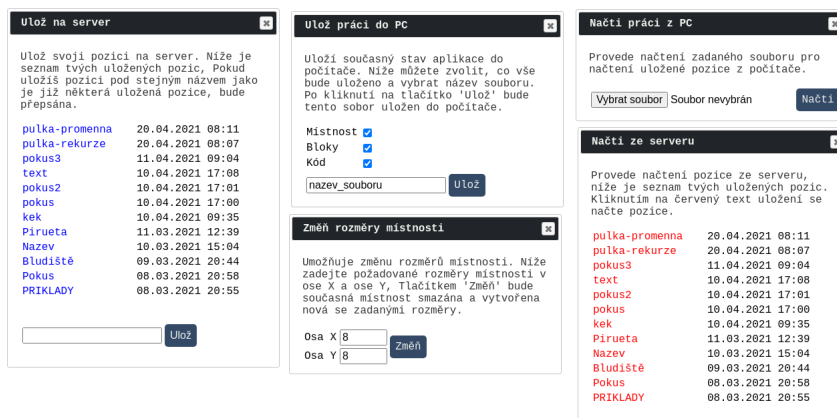 Ulož na server
Ulož svoji pozici na server. Níže je
seznam tvých uložených pozic, Pokud
uložíš pozici pod stejným názvem jako
je již některá uložená pozice, bude
přepsána.
pulka-promenna 20.04.2021 08:11
pulka-rekurze 20.04.2021 08:07
pokus3 11.04.2021 09:04
text 10.04.2021 17:08
pokus2 10.04.2021 17:01
pokus 10.04.2021 17:00
kek 10.04.2021 09:35
Pirueta 11.03.2021 12:39
Nazev 10.03.2021 15:04
Bludiště 09.03.2021 20:44
Pokus 08.03.2021 20:58
PRIKLADY 08.03.2021 20:55
Ulož
Ulož práci do PC
Uloží současný stav aplikace do
počítače. Níže můžete zvolit, co vše
bude uloženo a vybrat název souboru.
Po kliknutí na tlačítko 'Ulož' bude
tento sobor uložen do počítače.
Místnost
Bloky
Kód
nazev_souboru Ulož
Změň rozměry místnosti
Umožňuje změnu rozměrů místnosti. Níže
zadejte požadované rozměry místnosti v
ose X a ose Y, Tlačítkem 'Změň' bude
současná místnost smazána a vytvořena
nová se zadanými rozměry.
Osa X 8
Osa Y 8
Změň
Načti práci z PC
Provede načtení zadaného souboru pro
načtení uložené pozice z počítače.
Vybrat soubor Soubor nevybrán Načti
Načti ze serveru
Provede načtení pozice ze serveru,
níže je seznam tvých uložených pozic.
Kliknutím na červený text uložení se
načte pozice.
pulka-promenna 20.04.2021 08:11
pulka-rekurze 20.04.2021 08:07
pokus3 11.04.2021 09:04
text 10.04.2021 17:08
pokus2 10.04.2021 17:01
pokus 10.04.2021 17:00
kek 10.04.2021 09:35
Pirueta 11.03.2021 12:39
Nazev 10.03.2021 15:04
Bludiště 09.03.2021 20:44
Pokus 08.03.2021 20:58
PRIKLADY 08.03.2021 20:55